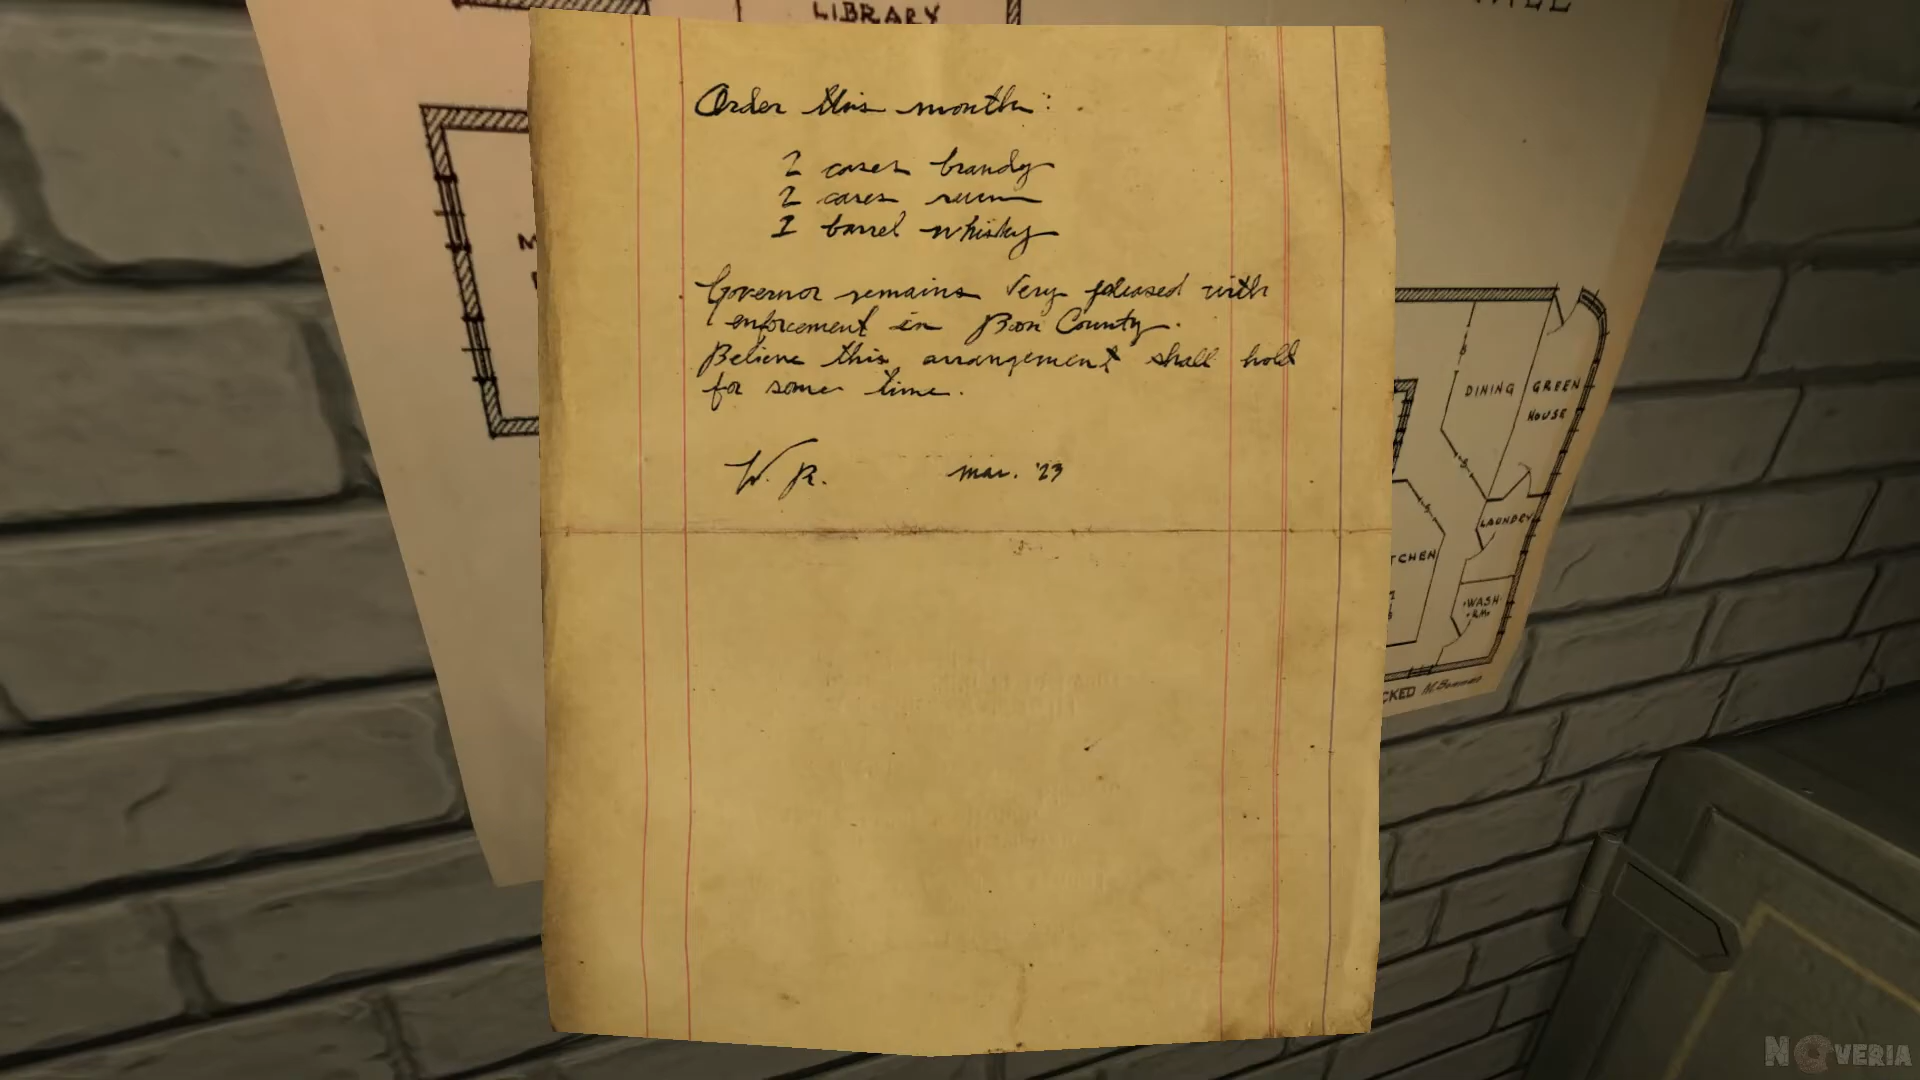 LIBRARY
Order this month:
2 cases brandy
2 cases rum
1 barrel whisky
Governor remains very pleased with
enforcement in Boon County.
Believe this arrangement shall hold
for some time.
W. R. mar. '23
DINING
GREEN
HOUSE
LAUNDRY
TCHEN
WASH
RM.
CKED
NOVERIA